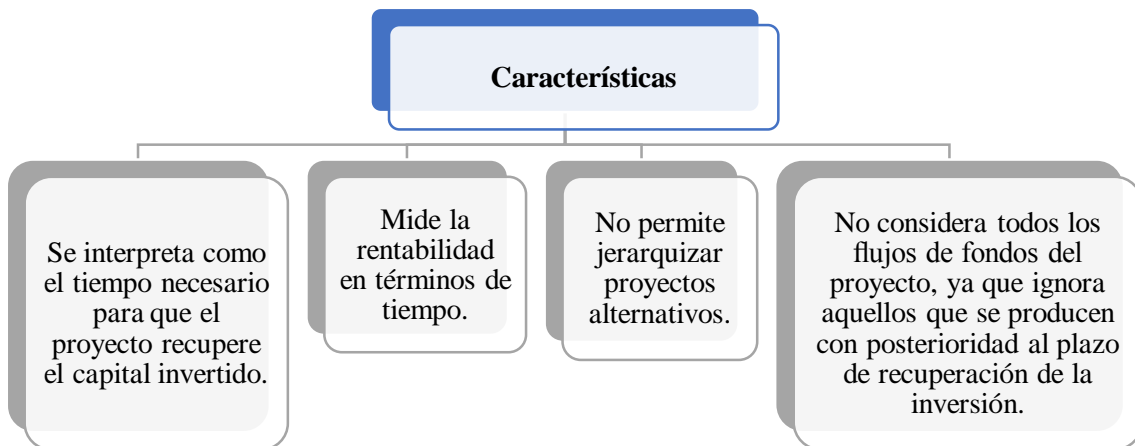 Características
Se interpreta como
el tiempo necesario
para que el
proyecto recupere
el capital invertido.
Mide la
rentabilidad
en términos de
tiempo.
No permite
jerarquizar
proyectos
alternativos.
No considera todos los
flujos de fondos del
proyecto, ya que ignora
aquellos que se producen
con posterioridad al plazo
de recuperación de la
inversión.